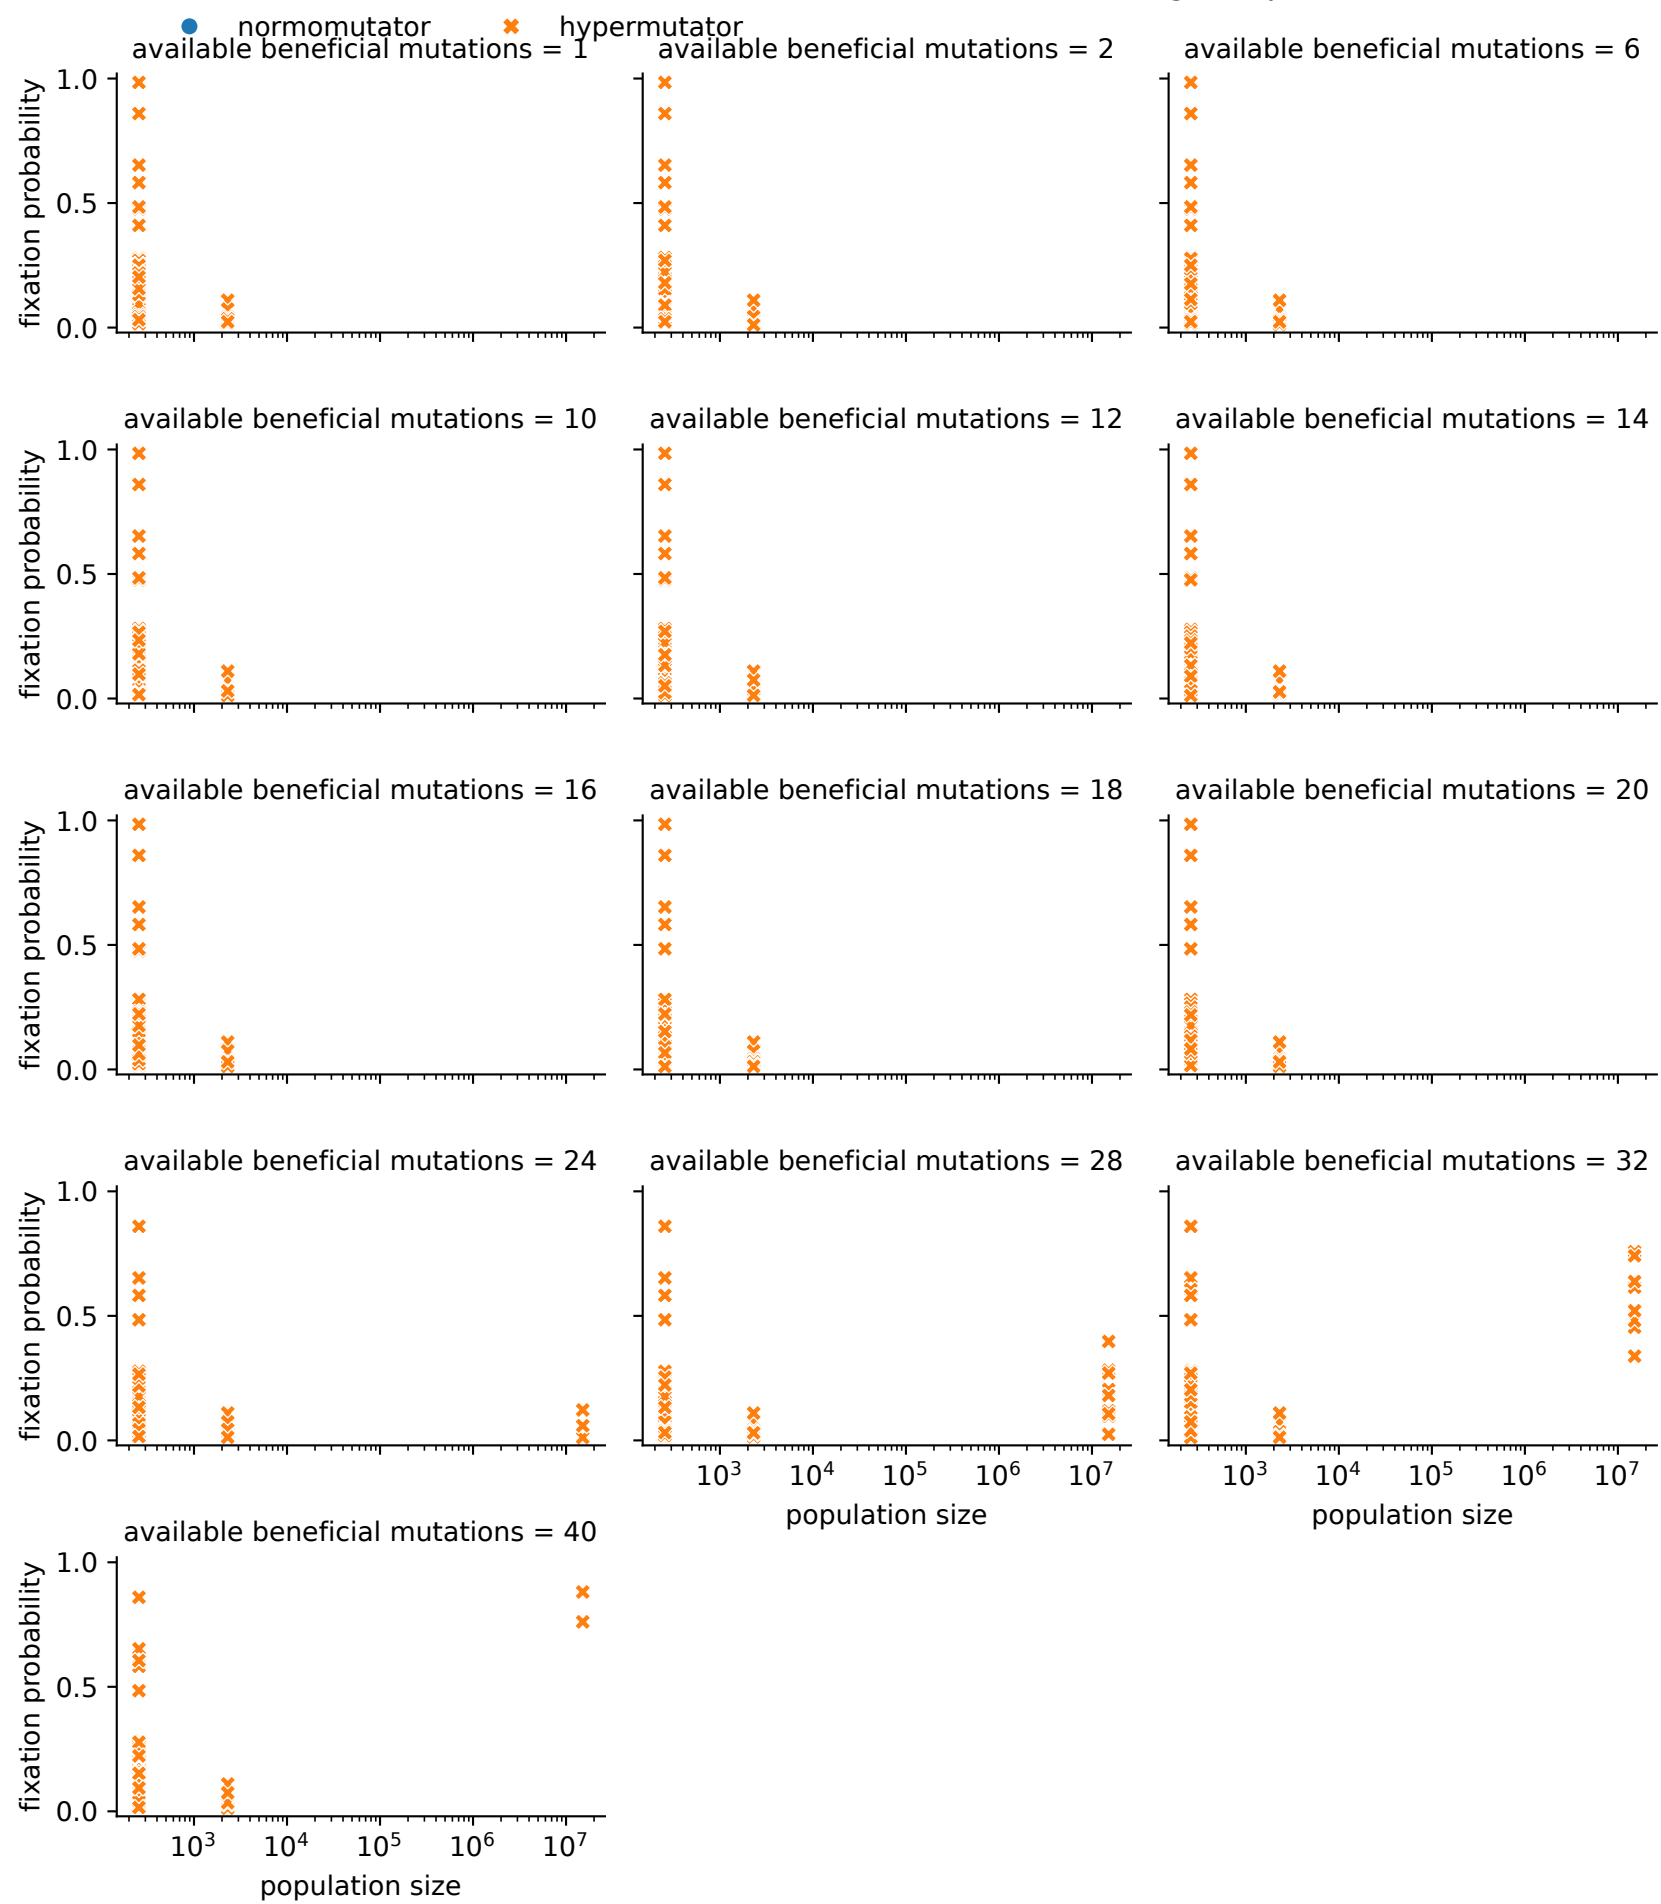 normomutator hypermutator
available beneficial mutations = 1 available beneficial mutations = 2 available beneficial mutations = 6
1.0
0.5
0.0
fixation probability
available beneficial mutations = 10 available beneficial mutations = 12 available beneficial mutations = 14
1.0
0.5
0.0
fixation probability
available beneficial mutations = 16 available beneficial mutations = 18 available beneficial mutations = 20
1.0
0.5
0.0
fixation probability
available beneficial mutations = 24 available beneficial mutations = 28 available beneficial mutations = 32
1.0
0.5
0.0
fixation probability
10³ 10⁴ 10⁵ 10⁶ 10⁷ 10³ 10⁴ 10⁵ 10⁶ 10⁷
population size population size
available beneficial mutations = 40
1.0
0.5
0.0
fixation probability
10³ 10⁴ 10⁵ 10⁶ 10⁷
population size